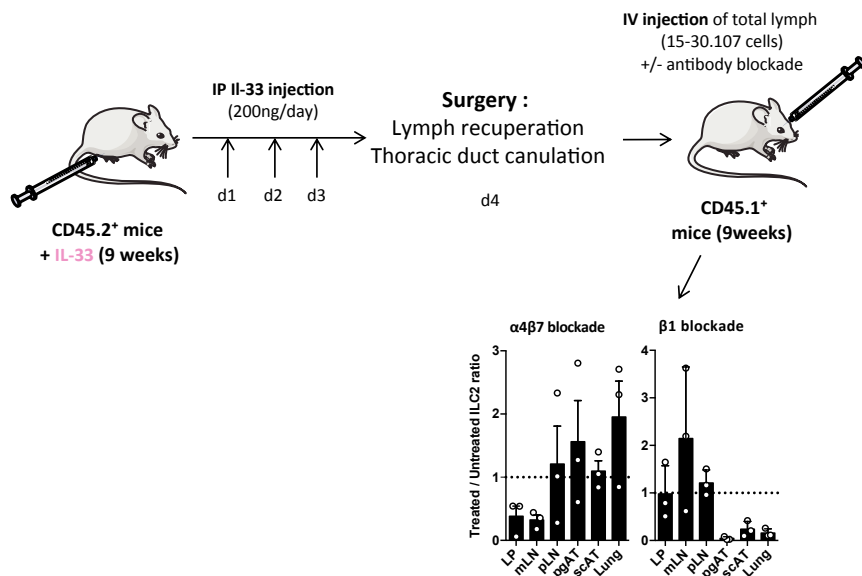 IV injection of total lymph
(15-30.107 cells)
+/- antibody blockade
IP Il-33 injection
(200ng/day)
Surgery :
Lymph recuperation
Thoracic duct canulation
d1
d2
d3
d4
CD45.2⁺ mice
+ IL-33 (9 weeks)
CD45.1⁺
mice (9weeks)
α4β7 blockade
β1 blockade
Treated / Untreated ILC2 ratio
3
2
1
0
LP
mLN
pLN
pgAT
scAT
Lung
4
3
2
1
0
LP
mLN
pLN
pgAT
scAT
Lung